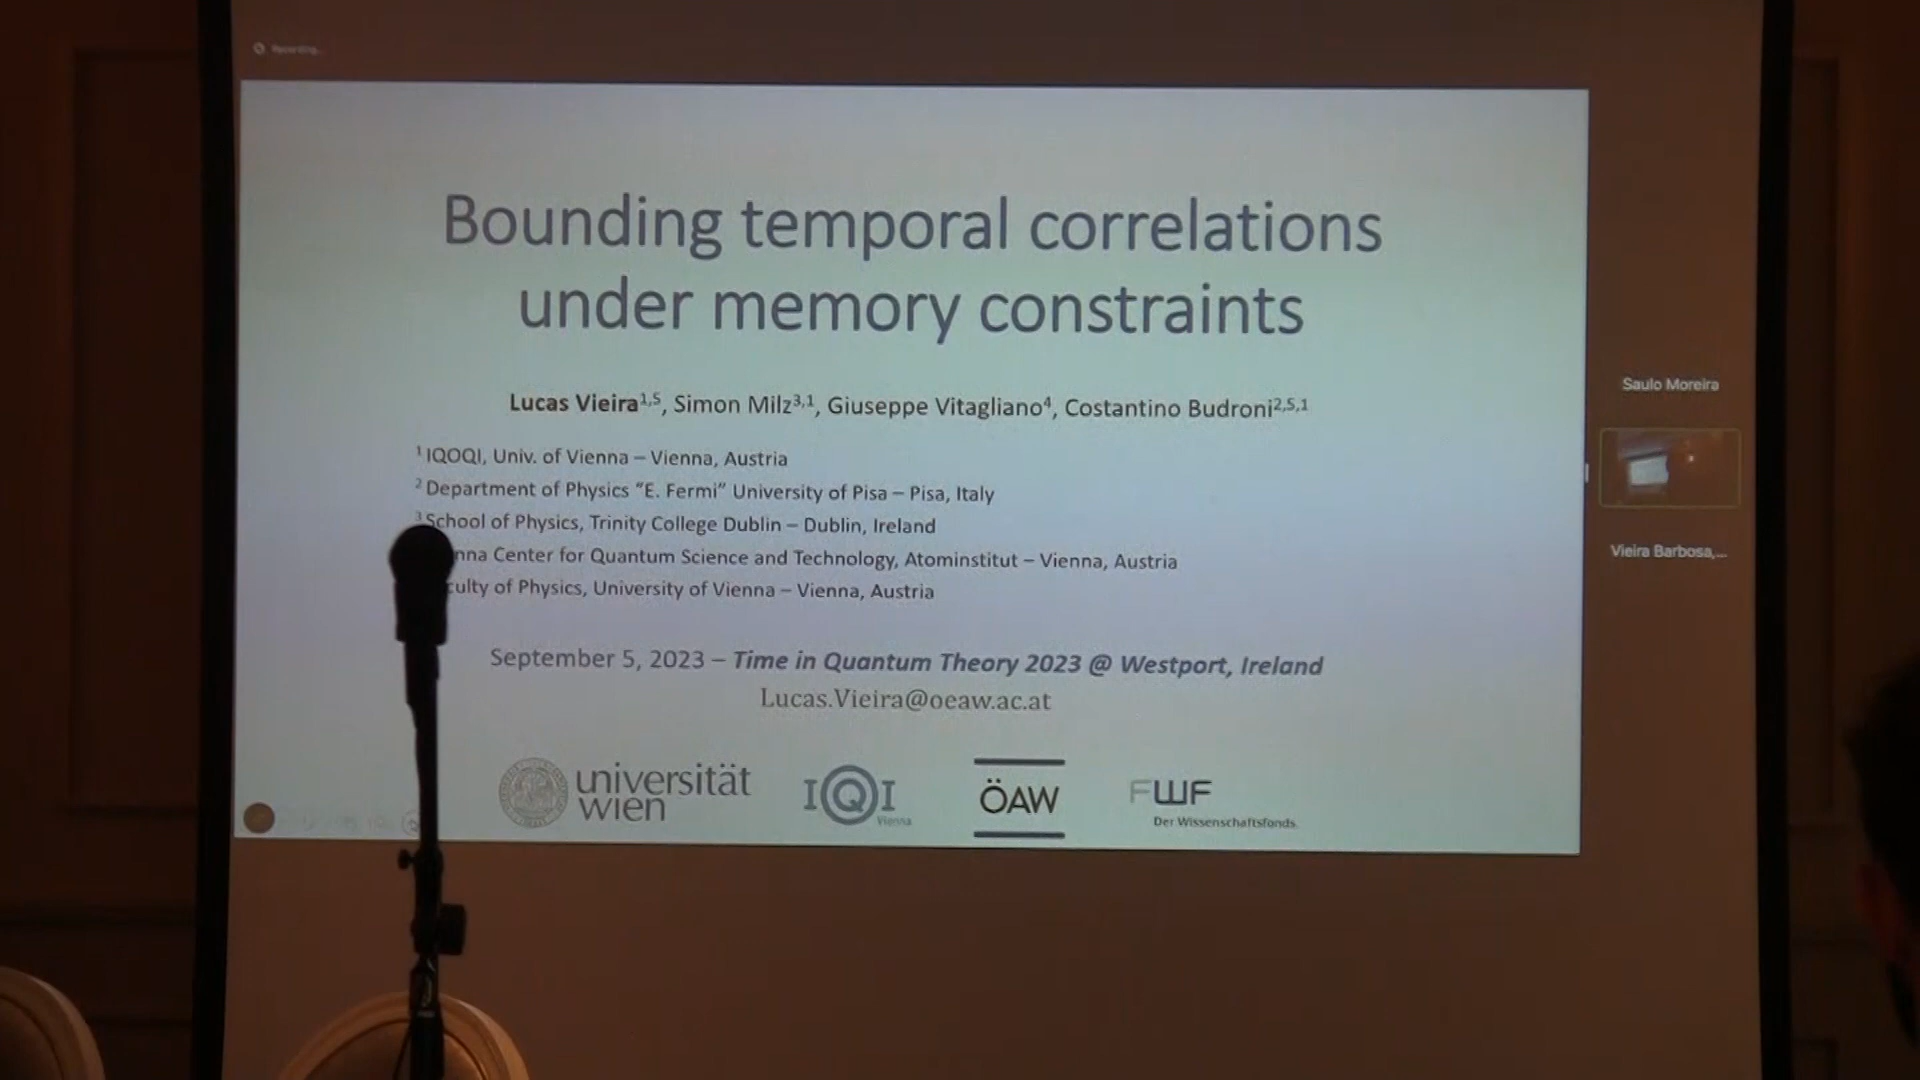 Recording...
Bounding temporal correlations
under memory constraints
Lucas Vieira1,5, Simon Milz3,1, Giuseppe Vitagliano4, Costantino Budroni2,5,1
1 IQOQI, Univ. of Vienna – Vienna, Austria
2 Department of Physics “E. Fermi” University of Pisa – Pisa, Italy
3 School of Physics, Trinity College Dublin – Dublin, Ireland
nna Center for Quantum Science and Technology, Atominstitut – Vienna, Austria
culty of Physics, University of Vienna – Vienna, Austria
September 5, 2023 – Time in Quantum Theory 2023 @ Westport, Ireland
Lucas.Vieira@oeaw.ac.at
universität
wien
IQI
Vienna
ÖAW
FWF
Der Wissenschaftsfonds.
Saulo Moreira
Vieira Barbosa,...